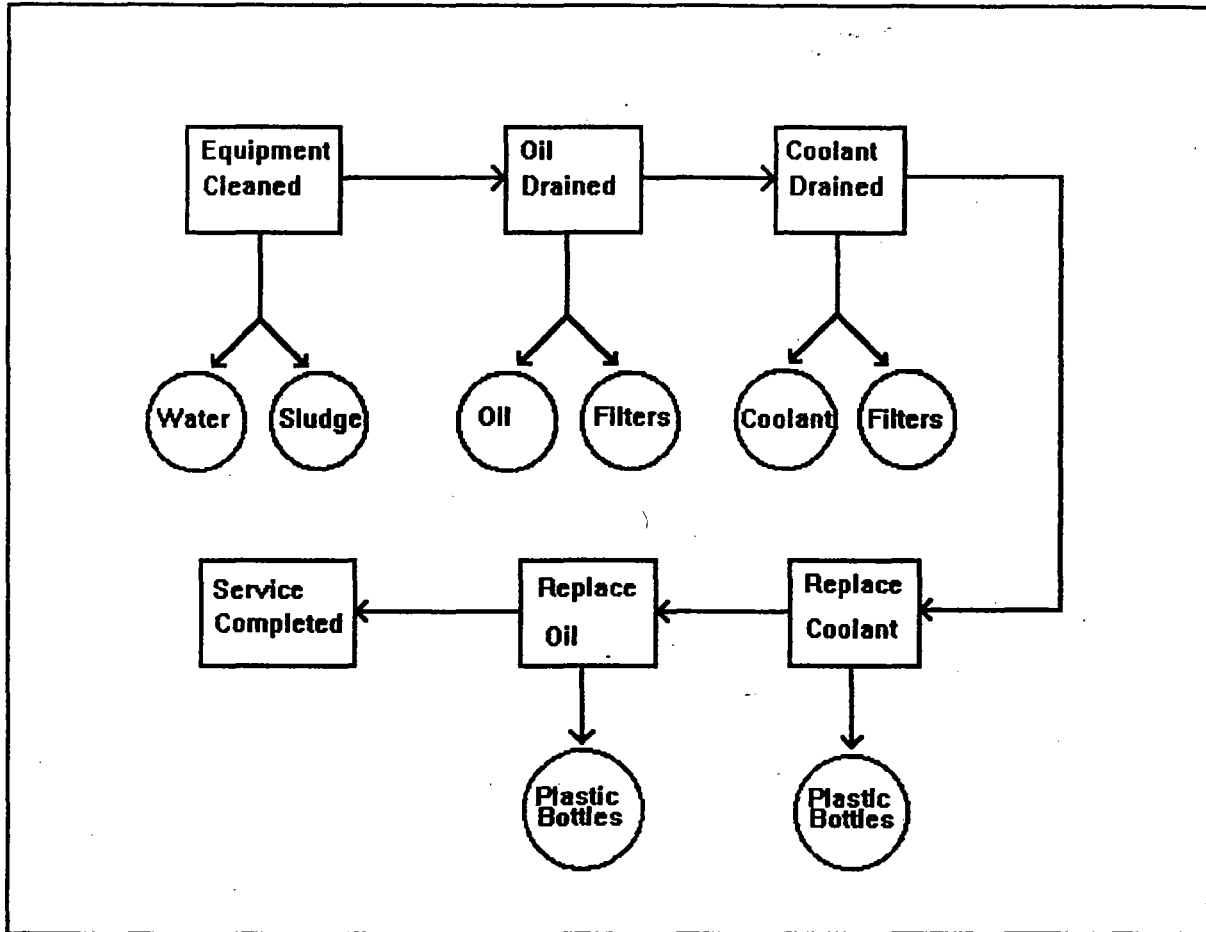 Equipment
Cleaned
Oil
Drained
Coolant
Drained
Water
Sludge
Oil
Filters
Coolant
Filters
Service
Completed
Replace
Oil
Replace
Coolant
Plastic
Bottles
Plastic
Bottles